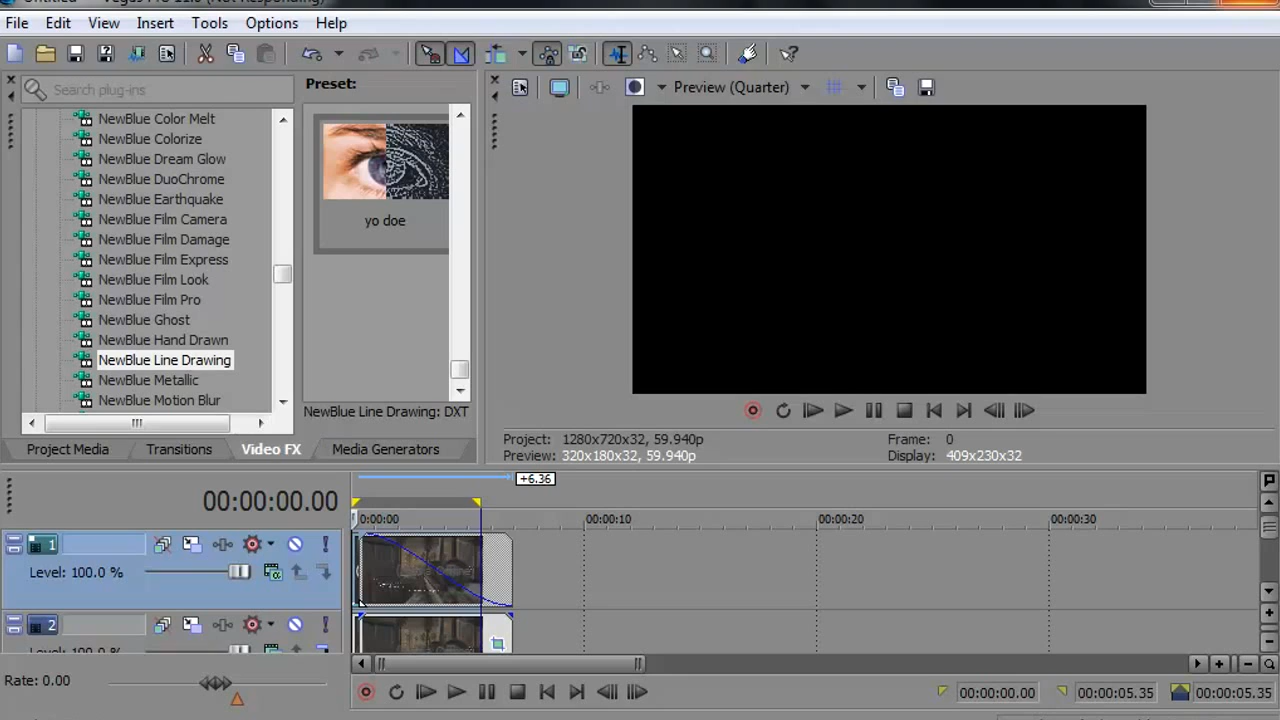 Untitled - Vegas Pro 11.0 (Not Responding)
File Edit View Insert Tools Options Help
Search plug-ins
Preset:
Preview (Quarter)
NewBlue Color Melt
NewBlue Colorize
NewBlue Dream Glow
NewBlue DuoChrome
NewBlue Earthquake
NewBlue Film Camera
NewBlue Film Damage
NewBlue Film Express
NewBlue Film Look
NewBlue Film Pro
NewBlue Ghost
NewBlue Hand Drawn
NewBlue Line Drawing
NewBlue Metallic
NewBlue Motion Blur
yo doe
NewBlue Line Drawing: DXT
Project Media Transitions Video FX Media Generators
Project: 1280x720x32, 59.940p
Preview: 320x180x32, 59.940p
Frame: 0
Display: 409x230x32
+6.36
00:00:00.00
0:00:00 00:00:10 00:00:20 00:00:30
1
Level: 100.0 %
2
Rate: 0.00
00:00:00.00 00:00:05.35 00:00:05.35